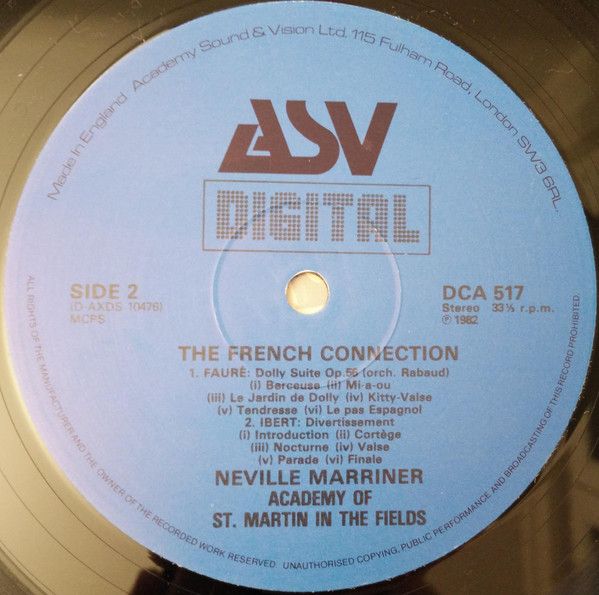 Made In England Academy Sound & Vision Ltd. 115 Fulham Road, London SW3 6RL.
ASV
DIGITAL
SIDE 2
(D-AXDS 10476)
MCPS
DCA 517
Stereo 33⅓ r.p.m.
℗ 1982
THE FRENCH CONNECTION
1. FAURÉ: Dolly Suite Op.56 (orch. Rabaud)
(i) Berceuse (ii) Mi-a-ou
(iii) Le Jardin de Dolly (iv) Kitty-Valse
(v) Tendresse (vi) Le pas Espagnol
2. IBERT: Divertissement
(i) Introduction (ii) Cortège
(iii) Nocturne (iv) Valse
(v) Parade (vi) Finale
NEVILLE MARRINER
ACADEMY OF
ST. MARTIN IN THE FIELDS
ALL RIGHTS OF THE MANUFACTURER AND THE OWNER OF THE RECORDED WORK RESERVED. UNAUTHORISED COPYING, PUBLIC PERFORMANCE AND BROADCASTING OF THIS RECORD PROHIBITED.